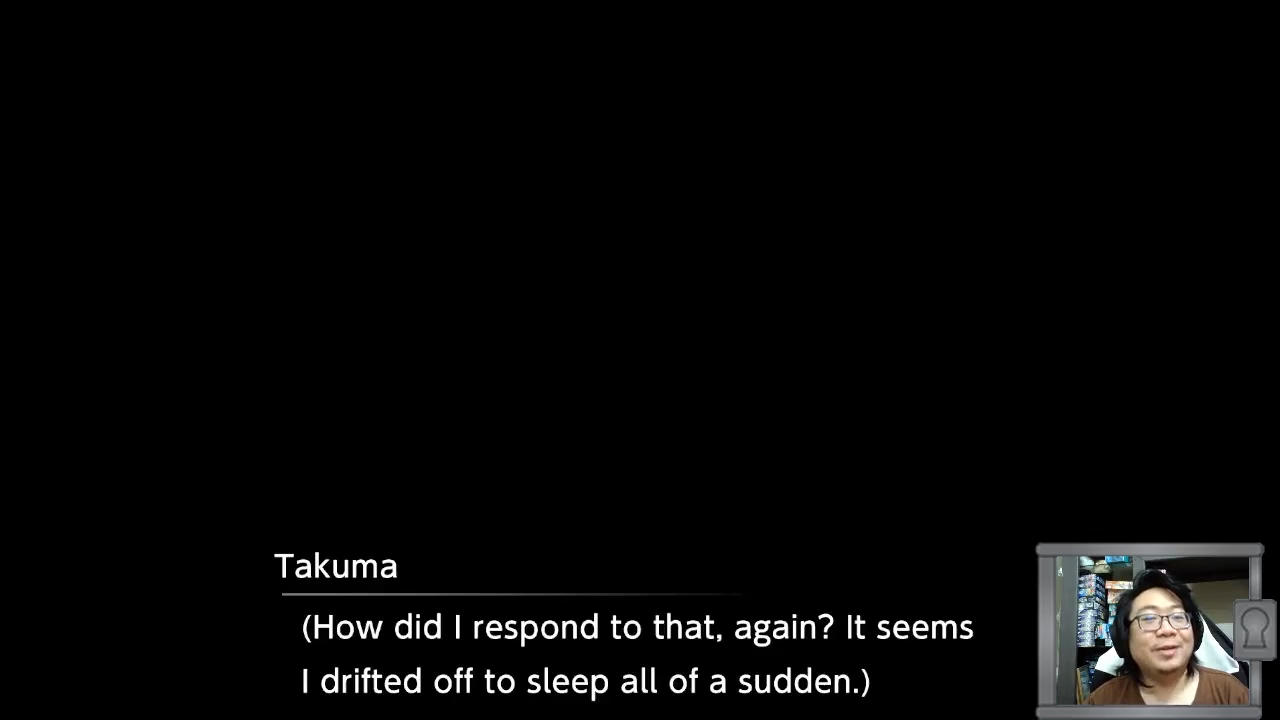 Takuma
(How did I respond to that, again? It seems
I drifted off to sleep all of a sudden.)